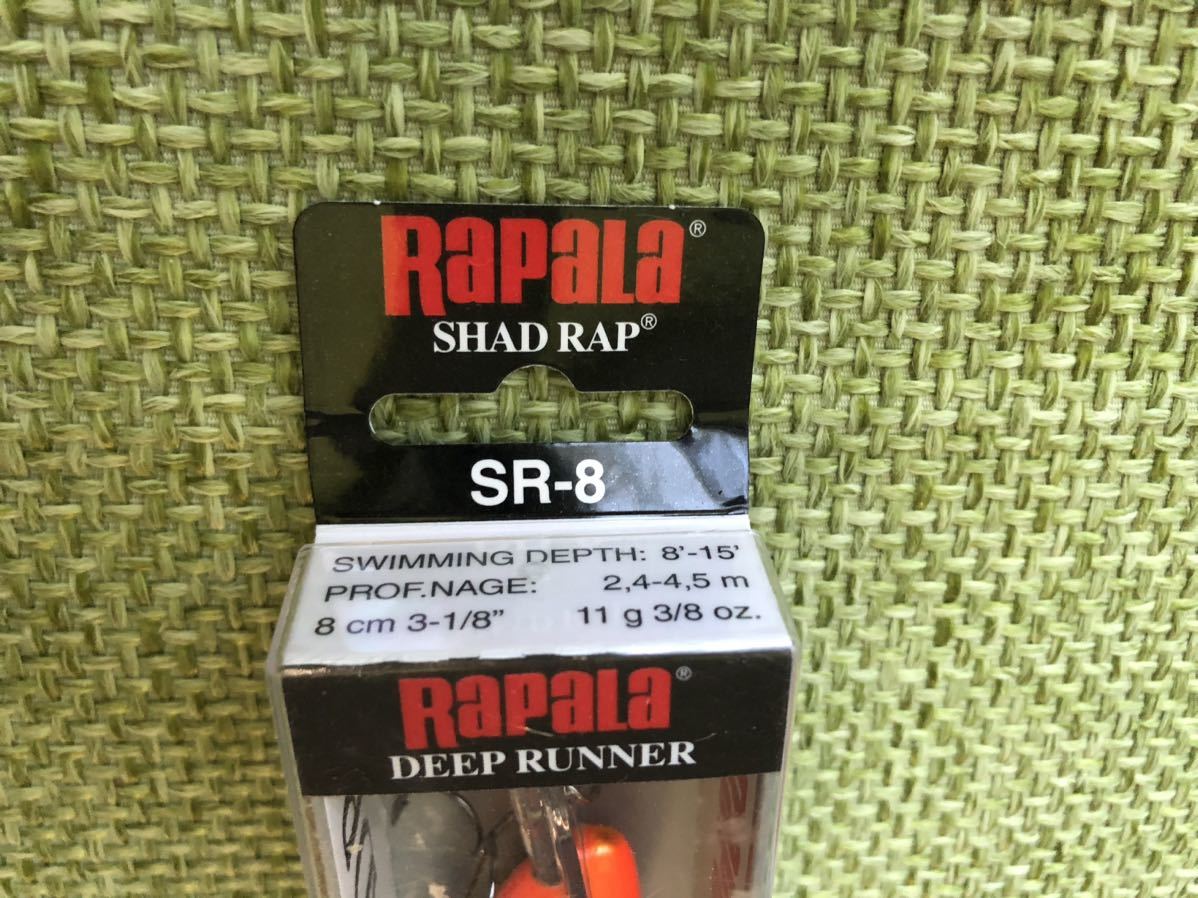 RAPALA®
SHAD RAP®
SR-8
SWIMMING DEPTH: 8'-15'
PROF.NAGE: 2,4-4,5 m
8 cm 3-1/8" 11 g 3/8 oz.
RAPALA®
DEEP RUNNER